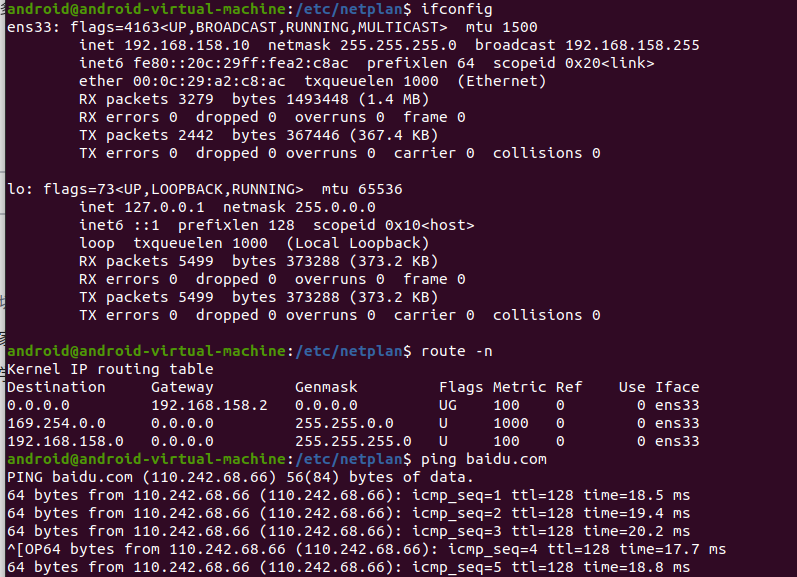 android@android-virtual-machine:/etc/netplan$ ifconfig
ens33: flags=4163<UP,BROADCAST,RUNNING,MULTICAST>  mtu 1500
        inet 192.168.158.10  netmask 255.255.255.0  broadcast 192.168.158.255
        inet6 fe80::20c:29ff:fea2:c8ac  prefixlen 64  scopeid 0x20<link>
        ether 00:0c:29:a2:c8:ac  txqueuelen 1000  (Ethernet)
        RX packets 3279  bytes 1493448 (1.4 MB)
        RX errors 0  dropped 0  overruns 0  frame 0
        TX packets 2442  bytes 367446 (367.4 KB)
        TX errors 0  dropped 0 overruns 0  carrier 0  collisions 0

lo: flags=73<UP,LOOPBACK,RUNNING>  mtu 65536
        inet 127.0.0.1  netmask 255.0.0.0
        inet6 ::1  prefixlen 128  scopeid 0x10<host>
        loop  txqueuelen 1000  (Local Loopback)
        RX packets 5499  bytes 373288 (373.2 KB)
        RX errors 0  dropped 0  overruns 0  frame 0
        TX packets 5499  bytes 373288 (373.2 KB)
        TX errors 0  dropped 0 overruns 0  carrier 0  collisions 0

android@android-virtual-machine:/etc/netplan$ route -n
Kernel IP routing table
Destination     Gateway         Genmask         Flags Metric Ref    Use Iface
0.0.0.0         192.168.158.2   0.0.0.0         UG    100    0        0 ens33
169.254.0.0     0.0.0.0         255.255.0.0     U     1000   0        0 ens33
192.168.158.0   0.0.0.0         255.255.255.0   U     100    0        0 ens33
android@android-virtual-machine:/etc/netplan$ ping baidu.com
PING baidu.com (110.242.68.66) 56(84) bytes of data.
64 bytes from 110.242.68.66 (110.242.68.66): icmp_seq=1 ttl=128 time=18.5 ms
64 bytes from 110.242.68.66 (110.242.68.66): icmp_seq=2 ttl=128 time=19.4 ms
64 bytes from 110.242.68.66 (110.242.68.66): icmp_seq=3 ttl=128 time=20.2 ms
^[OP64 bytes from 110.242.68.66 (110.242.68.66): icmp_seq=4 ttl=128 time=17.7 ms
64 bytes from 110.242.68.66 (110.242.68.66): icmp_seq=5 ttl=128 time=18.8 ms